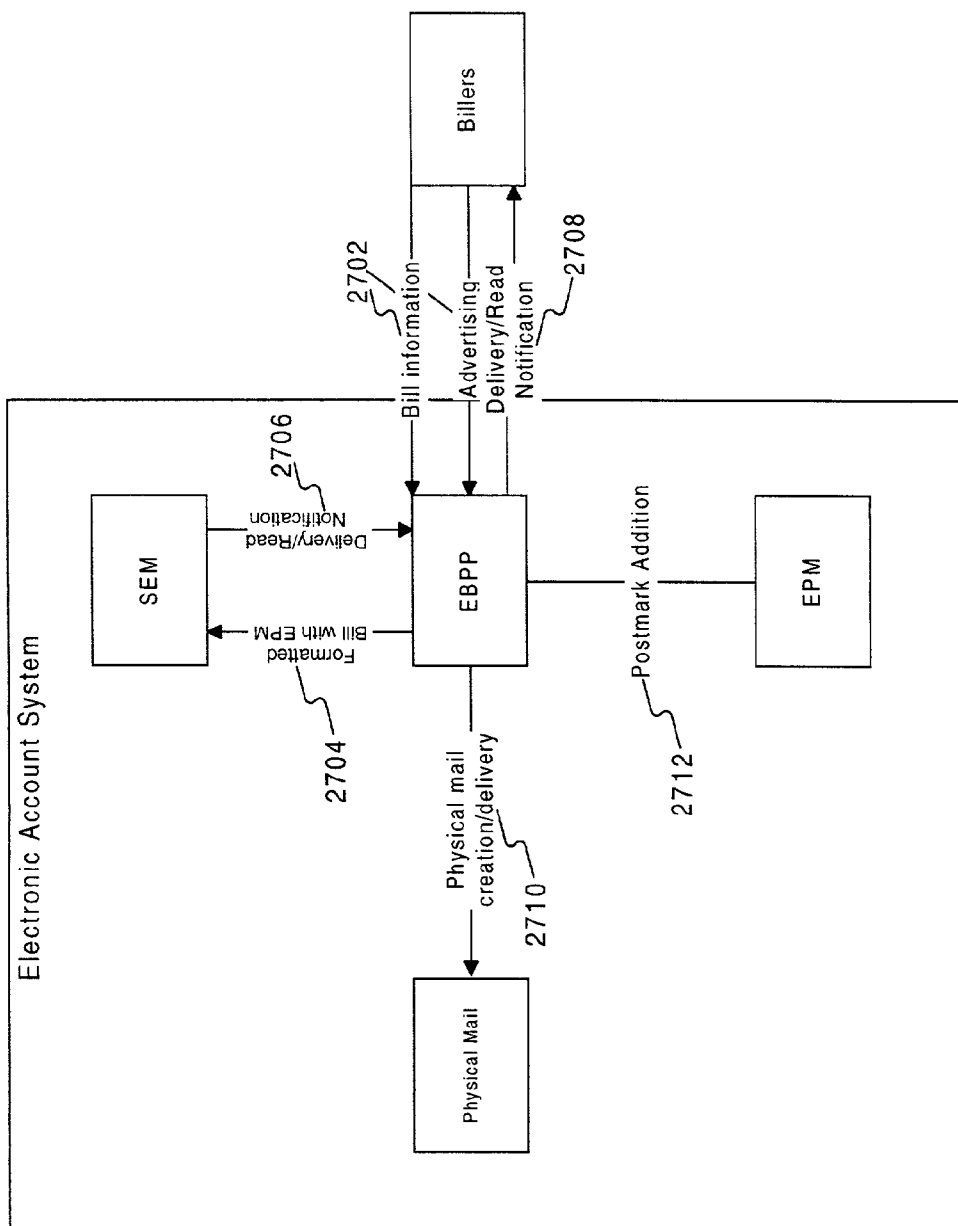 Electronic Account System
SEM
2706
Delivery/Read
Notification
Formatted
Bill with EPM
2704
Billers
2702
Bill information
Advertising
Delivery/Read
Notification
2708
EBPP
Physical mail
creation/delivery
2710
Physical Mail
Postmark Addition
2712
EPM